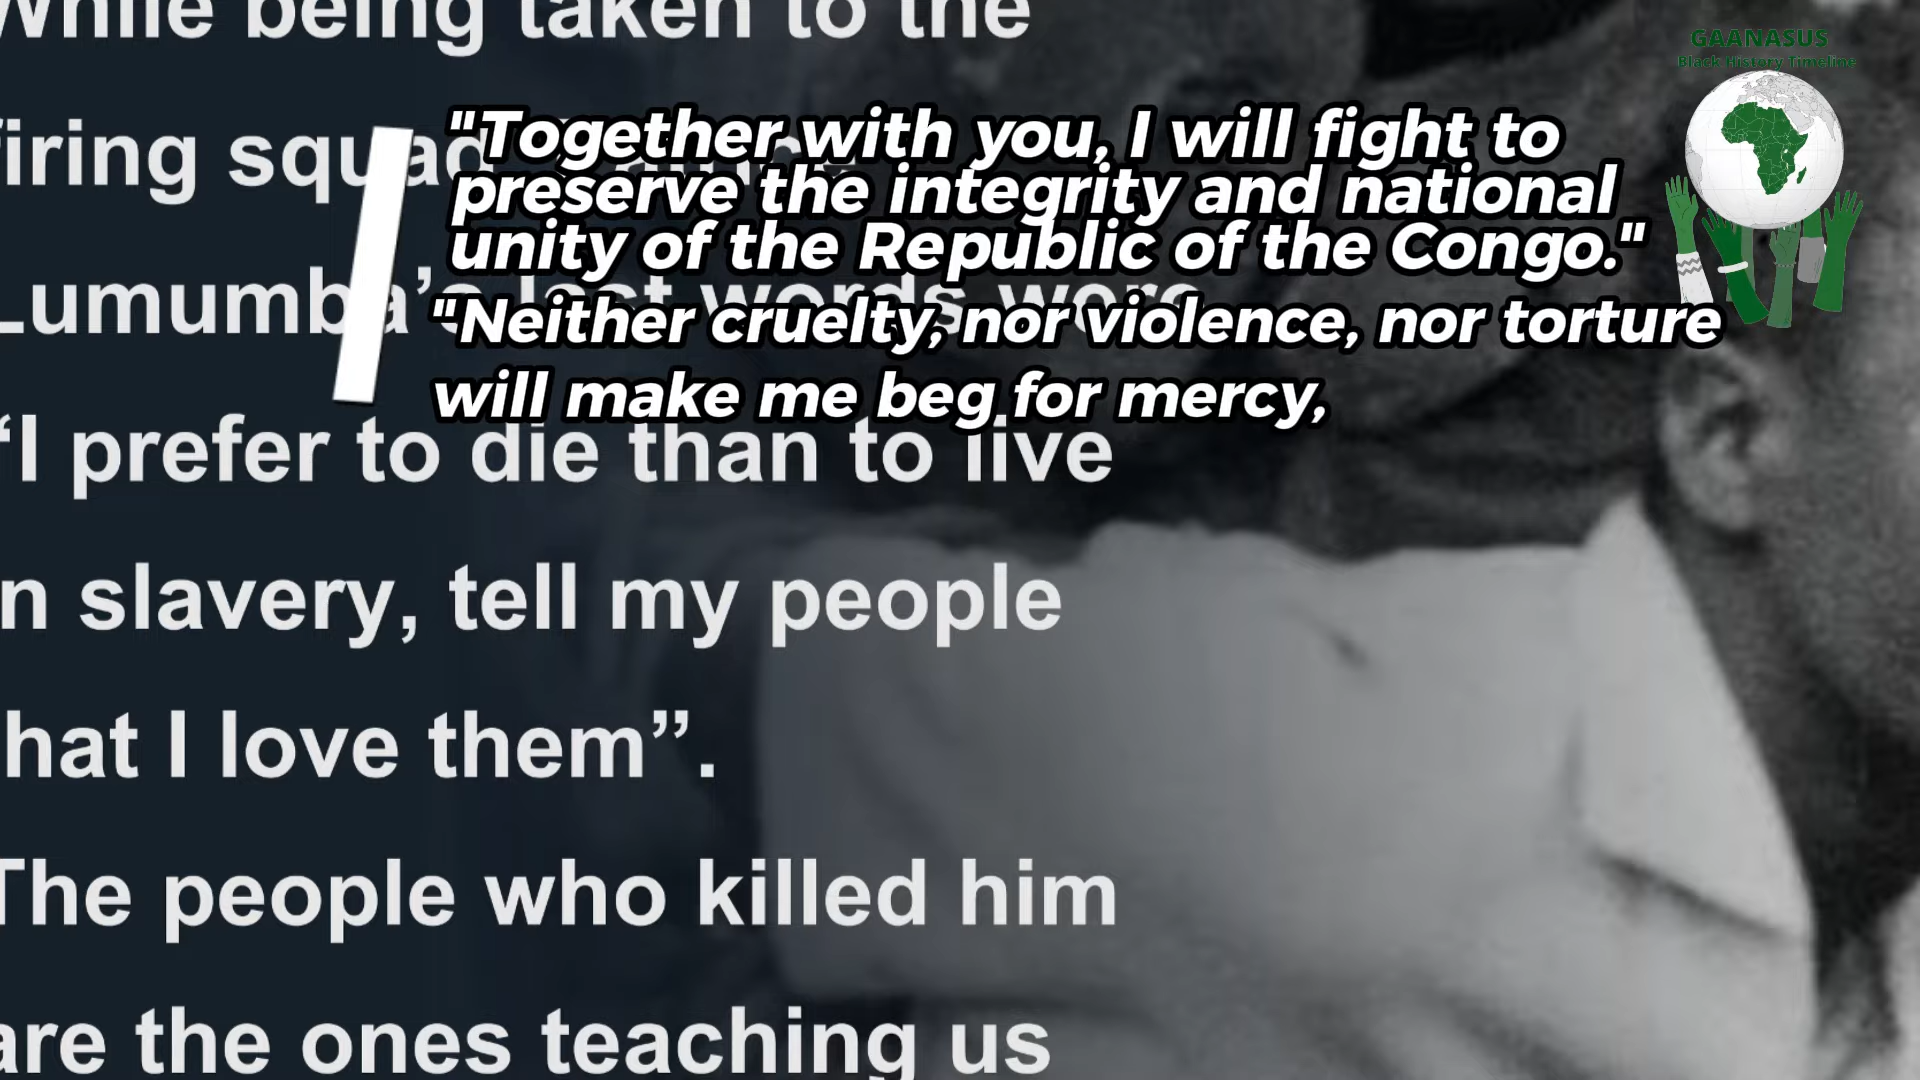 While being taken to the
firing squad
Lumumba's last words were
“I prefer to die than to live
in slavery, tell my people
that I love them”.
The people who killed him
are the ones teaching us
"Together with you, I will fight to
preserve the integrity and national
unity of the Republic of the Congo."
"Neither cruelty, nor violence, nor torture
will make me beg for mercy,
GAANASUS
Black History Timeline